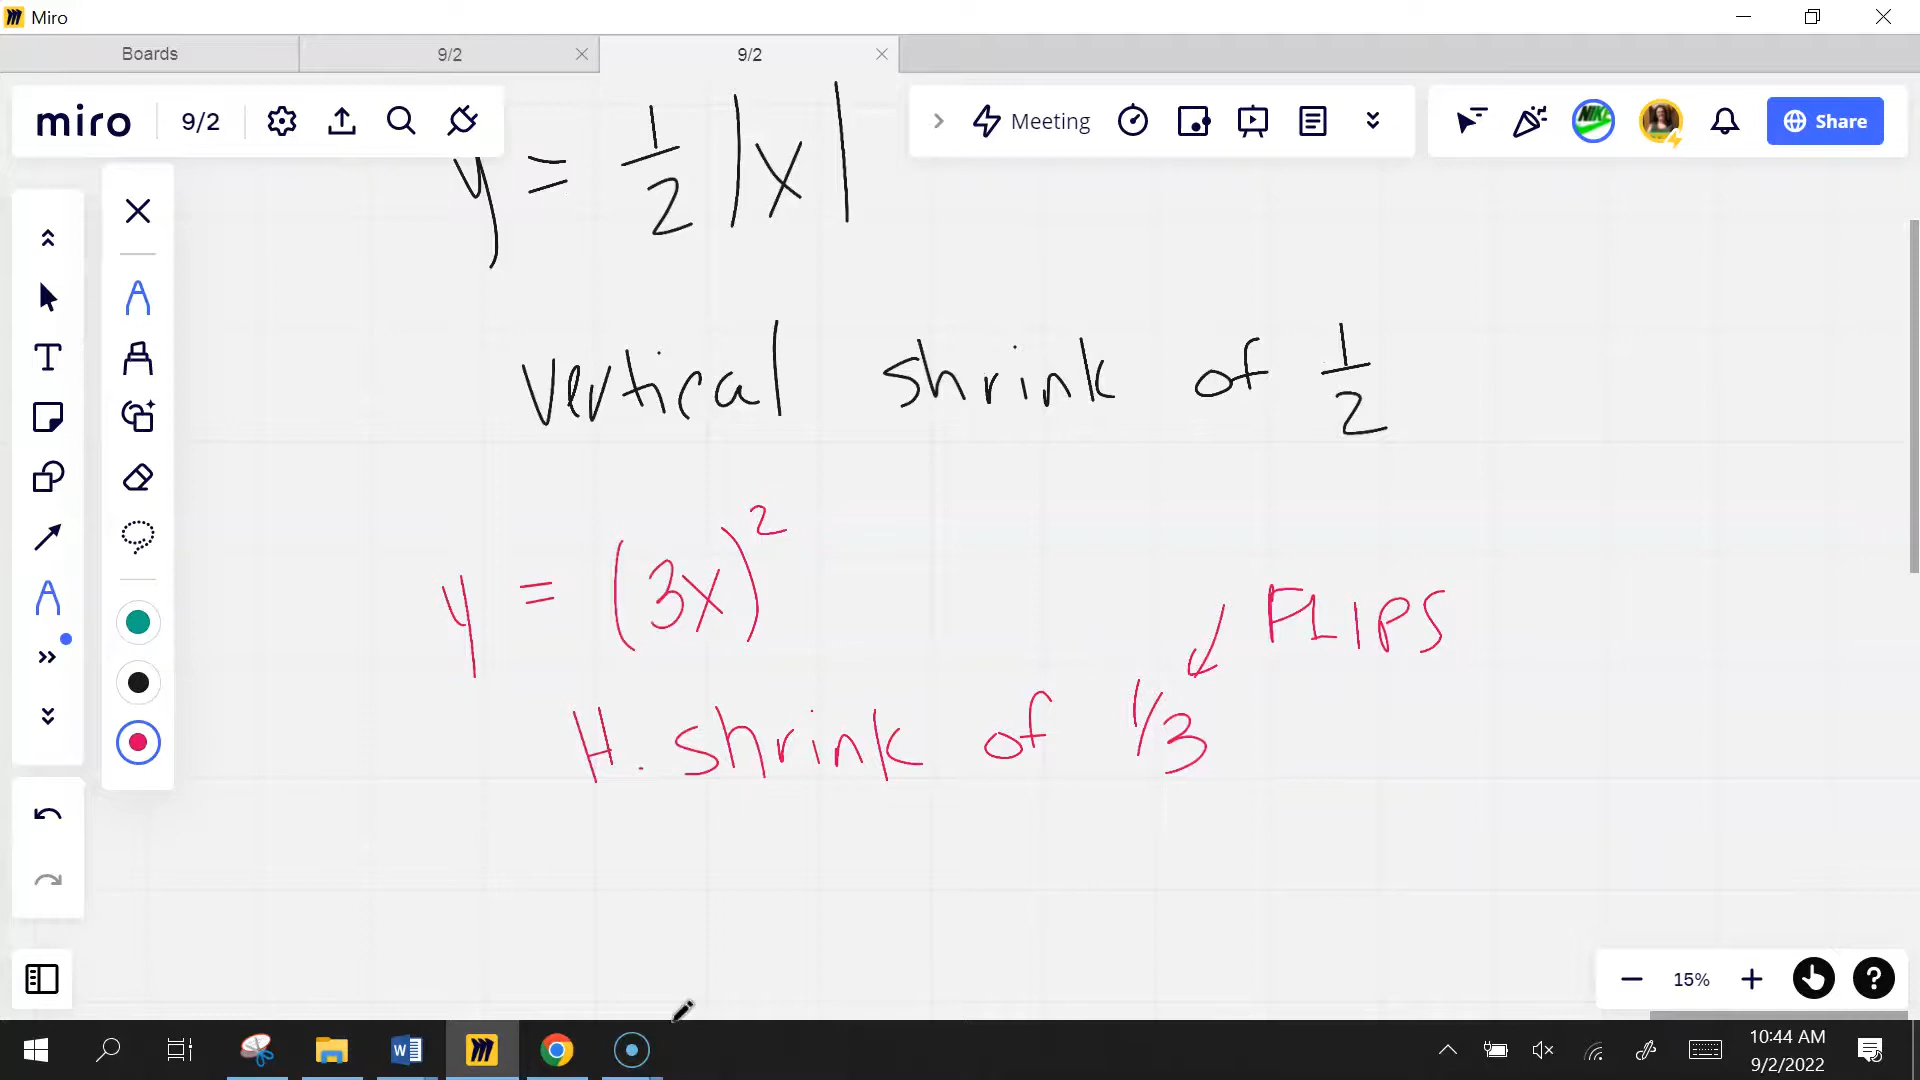 Miro
Boards 9/2 9/2
miro 9/2 Meeting Share
y = 1/2 |x|
vertical shrink of 1/2
y = (3x)²
FLIPS
H. shrink of 1/3
15%
10:44 AM
9/2/2022